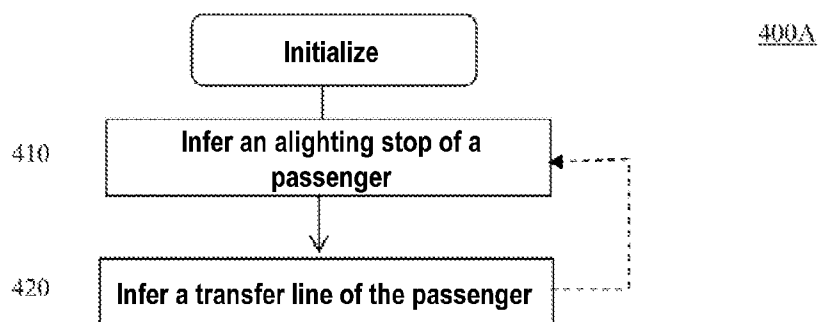 400A
Initialize
410
Infer an alighting stop of a
passenger
420
Infer a transfer line of the passenger